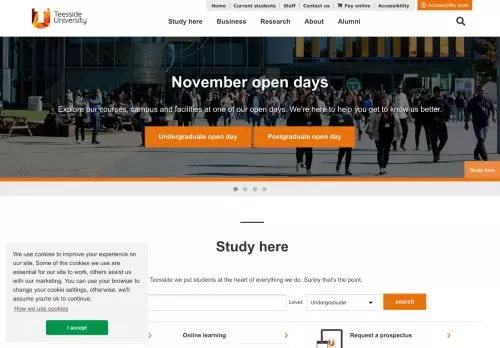 Teesside
University
Home Current students Staff Contact us Pay online Accessibility Accessibility tools
Study here Business Research About Alumni
November open days
Explore our courses, campus and facilities at one of our open days. We're here to help you get to know us better.
Undergraduate open day Postgraduate open day
Study here
Study here
Teesside we put students at the heart of everything we do. Surely that's the point.
Level: Undergraduate search
Online learning Request a prospectus
We use cookies to improve your experience on
our site. Some of the cookies we use are
essential for our site to work, others assist us
with our marketing. You can use your browser to
change your cookie settings, otherwise, we'll
assume you're ok to continue.
How we use cookies
I accept